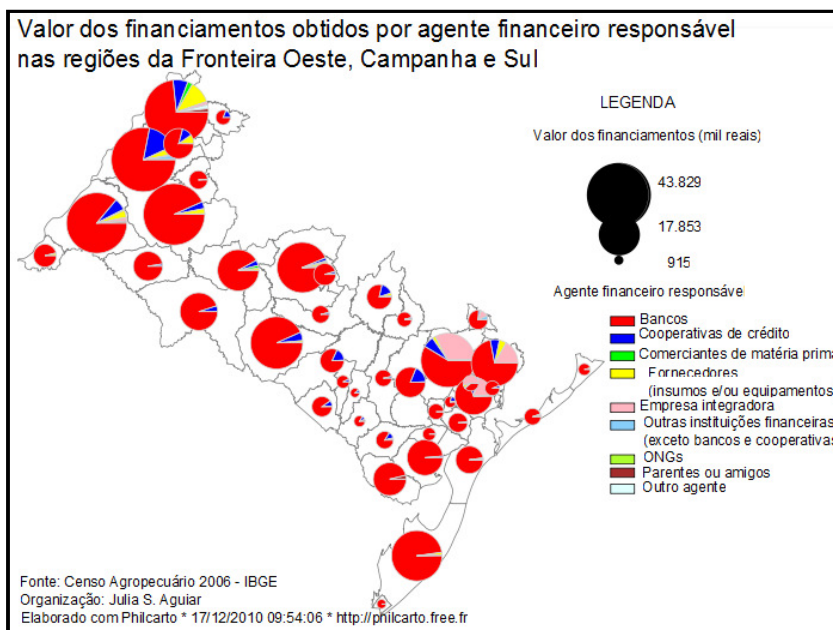 Valor dos financiamentos obtidos por agente financeiro responsável
nas regiões da Fronteira Oeste, Campanha e Sul
LEGENDA
Valor dos financiamentos (mil reais)
43.829
17.853
915
Agente financeiro responsável
Bancos
Cooperativas de crédito
Comerciantes de matéria prima
Fornecedores
(insumos e/ou equipamentos
Empresa integradora
Outras instituições financeiras
(exceto bancos e cooperativas
ONGs
Parentes ou amigos
Outro agente
Fonte: Censo Agropecuário 2006 - IBGE
Organização: Julia S. Aguiar
Elaborado com Philcarto * 17/12/2010 09:54:06 * http://philcarto.free.fr